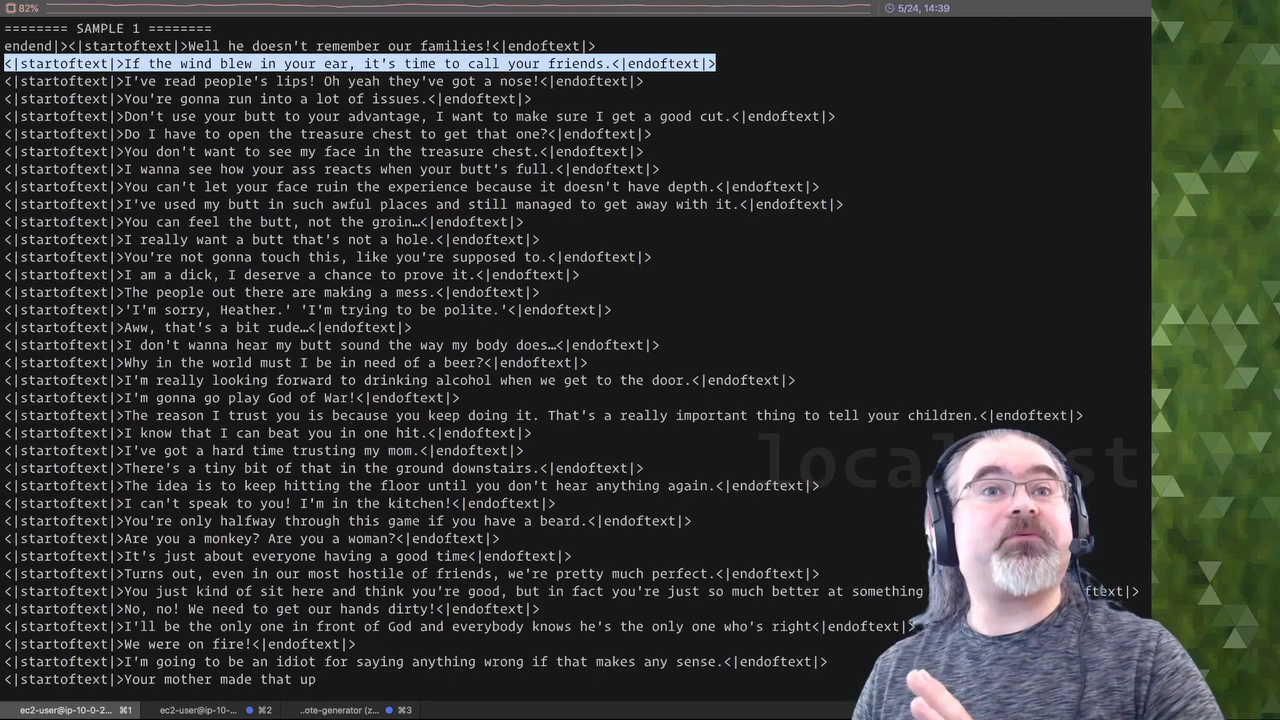 82%
5/24, 14:39
======== SAMPLE 1 ========
endend|><|startoftext|>Well he doesn't remember our families!<|endoftext|>
<|startoftext|>If the wind blew in your ear, it's time to call your friends.<|endoftext|>
<|startoftext|>I've read people's lips! Oh yeah they've got a nose!<|endoftext|>
<|startoftext|>You're gonna run into a lot of issues.<|endoftext|>
<|startoftext|>Don't use your butt to your advantage, I want to make sure I get a good cut.<|endoftext|>
<|startoftext|>Do I have to open the treasure chest to get that one?<|endoftext|>
<|startoftext|>You don't want to see my face in the treasure chest.<|endoftext|>
<|startoftext|>I wanna see how your ass reacts when your butt's full.<|endoftext|>
<|startoftext|>You can't let your face ruin the experience because it doesn't have depth.<|endoftext|>
<|startoftext|>I've used my butt in such awful places and still managed to get away with it.<|endoftext|>
<|startoftext|>You can feel the butt, not the groin…<|endoftext|>
<|startoftext|>I really want a butt that's not a hole.<|endoftext|>
<|startoftext|>You're not gonna touch this, like you're supposed to.<|endoftext|>
<|startoftext|>I am a dick, I deserve a chance to prove it.<|endoftext|>
<|startoftext|>The people out there are making a mess.<|endoftext|>
<|startoftext|>'I'm sorry, Heather.' 'I'm trying to be polite.'<|endoftext|>
<|startoftext|>Aww, that's a bit rude…<|endoftext|>
<|startoftext|>I don't wanna hear my butt sound the way my body does…<|endoftext|>
<|startoftext|>Why in the world must I be in need of a beer?<|endoftext|>
<|startoftext|>I'm really looking forward to drinking alcohol when we get to the door.<|endoftext|>
<|startoftext|>I'm gonna go play God of War!<|endoftext|>
<|startoftext|>The reason I trust you is because you keep doing it. That's a really important thing to tell your children.<|endoftext|>
<|startoftext|>I know that I can beat you in one hit.<|endoftext|>
<|startoftext|>I've got a hard time trusting my mom.<|endoftext|>
<|startoftext|>There's a tiny bit of that in the ground downstairs.<|endoftext|>
<|startoftext|>The idea is to keep hitting the floor until you don't hear anything again.<|endoftext|>
<|startoftext|>I can't speak to you! I'm in the kitchen!<|endoftext|>
<|startoftext|>You're only halfway through this game if you have a beard.<|endoftext|>
<|startoftext|>Are you a monkey? Are you a woman?<|endoftext|>
<|startoftext|>It's just about everyone having a good time<|endoftext|>
<|startoftext|>Turns out, even in our most hostile of friends, we're pretty much perfect.<|endoftext|>
<|startoftext|>You just kind of sit here and think you're good, but in fact you're just so much better at something ftext|>
<|startoftext|>No, no! We need to get our hands dirty!<|endoftext|>
<|startoftext|>I'll be the only one in front of God and everybody knows he's the only one who's right<|endoftext|>
<|startoftext|>We were on fire!<|endoftext|>
<|startoftext|>I'm going to be an idiot for saying anything wrong if that makes any sense.<|endoftext|>
<|startoftext|>Your mother made that up
ec2-user@ip-10-0-2... ⌘1 ec2-user@ip-10-... ⌘2 ..ote-generator (z... ⌘3